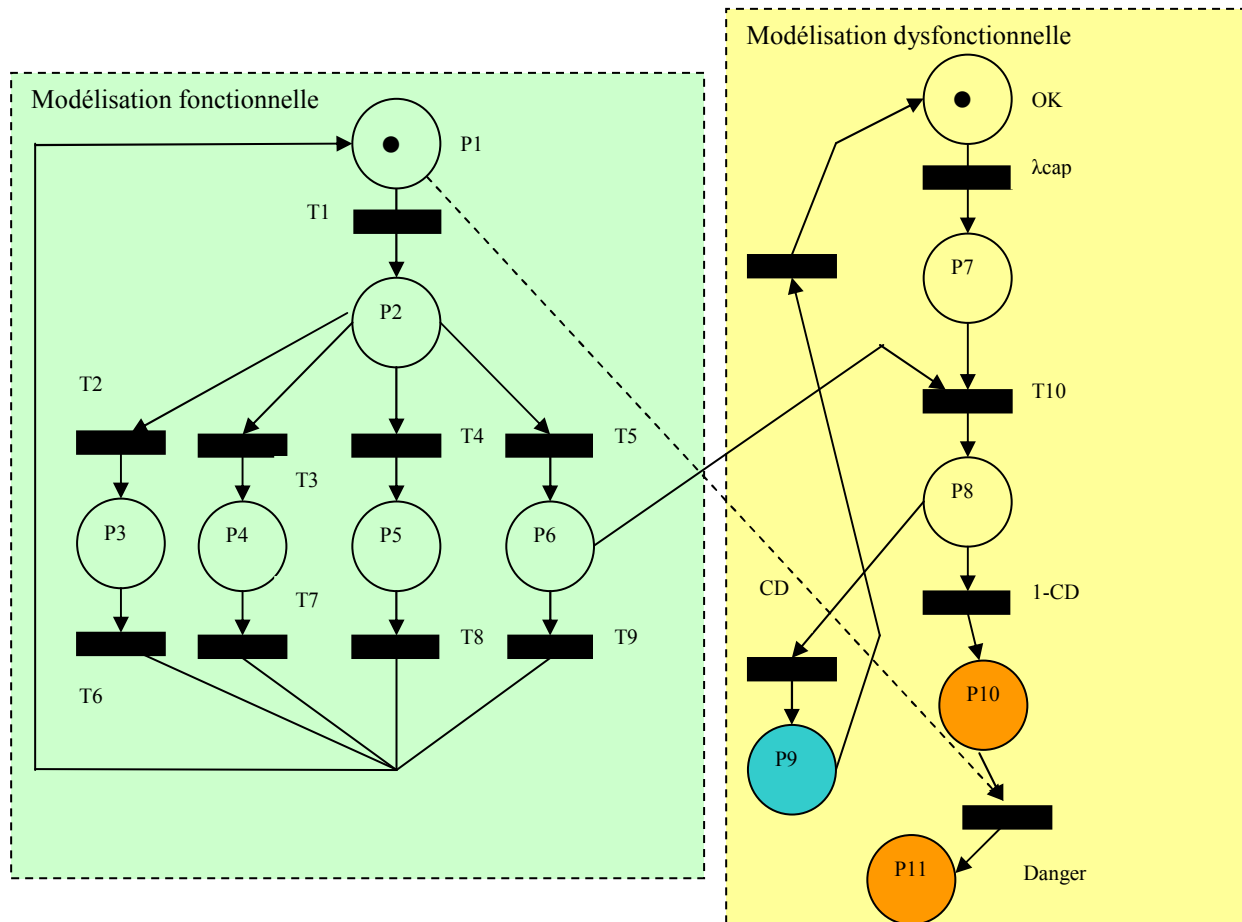 Modélisation dysfonctionnelle
Modélisation fonctionnelle
OK
P1
λcap
T1
P7
P2
T2
T10
T4
T5
T3
P8
P3
P4
P5
P6
CD
1-CD
T7
T8
T9
T6
P10
P9
P11
Danger